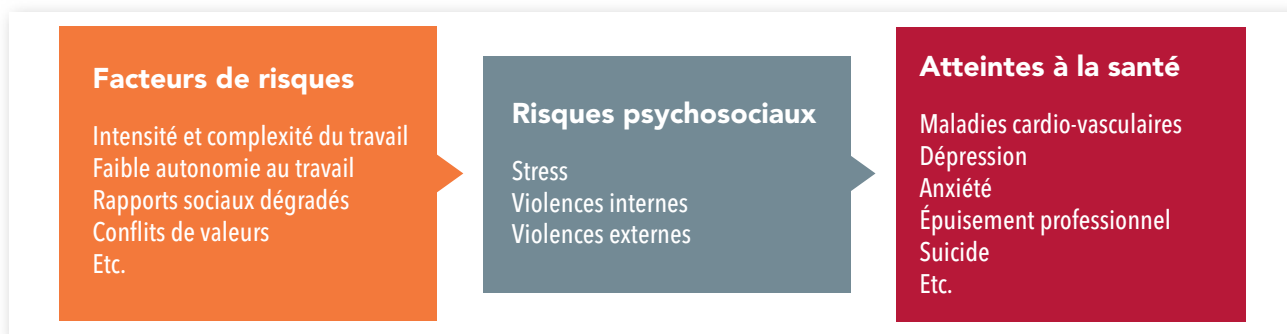 Facteurs de risques
Intensité et complexité du travail
Faible autonomie au travail
Rapports sociaux dégradés
Conflits de valeurs
Etc.
Risques psychosociaux
Stress
Violences internes
Violences externes
Atteintes à la santé
Maladies cardio-vasculaires
Dépression
Anxiété
Épuisement professionnel
Suicide
Etc.